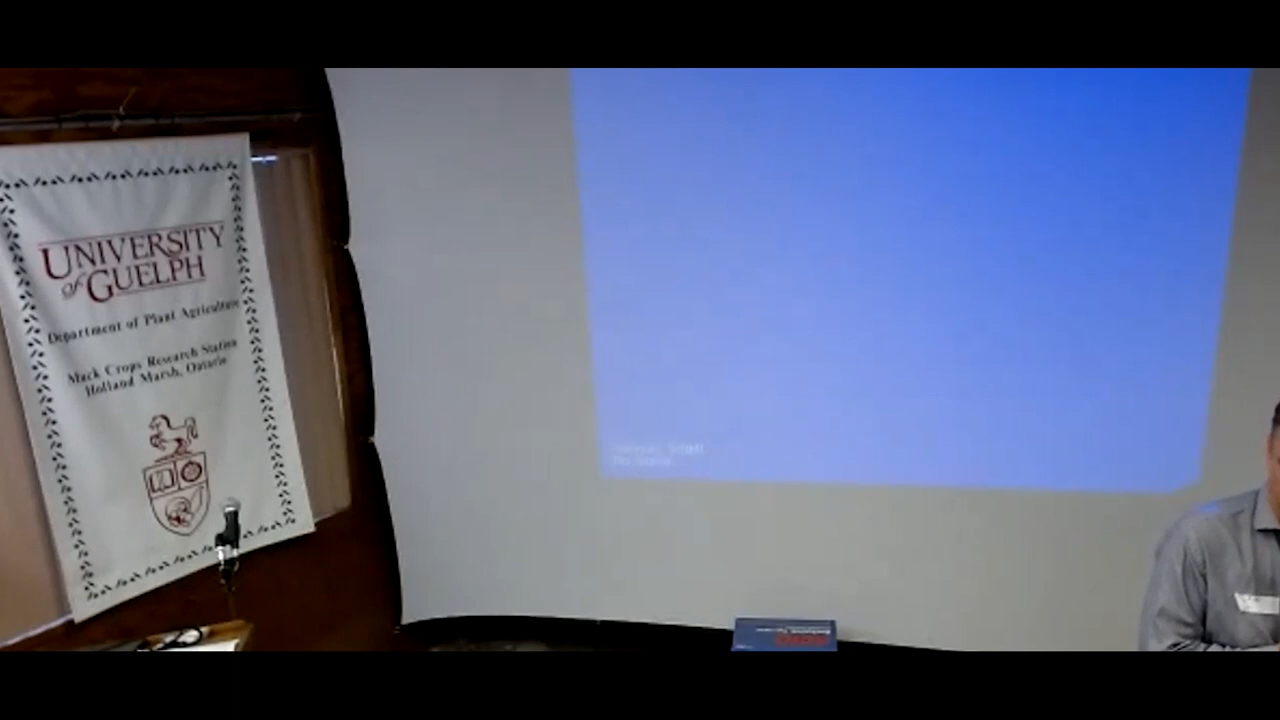 UNIVERSITY
of GUELPH
Department of Plant Agriculture
Muck Crops Research Station
Holland Marsh, Ontario